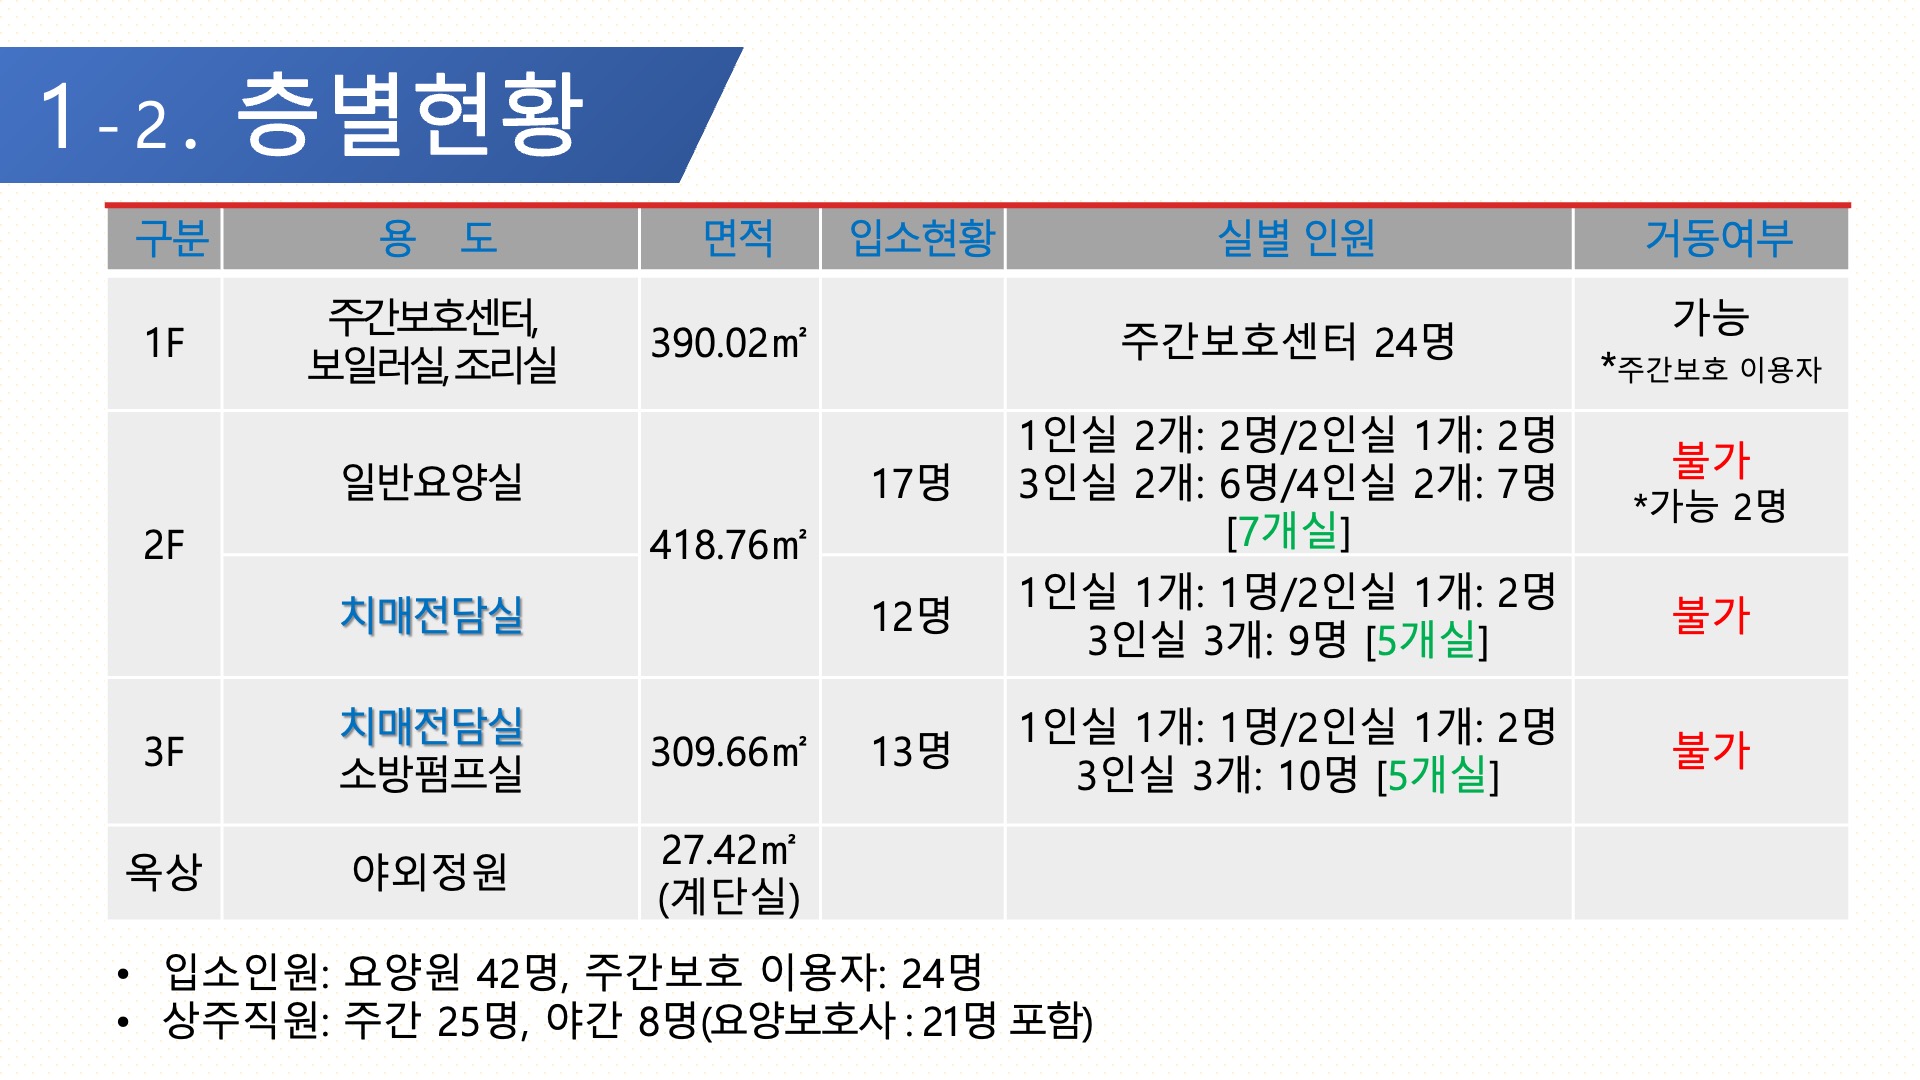 1-2. 층별현황
구분 용 도 면적 입소현황 실별 인원 거동여부
1F
주간보호센터,
보일러실, 조리실
390.02㎡
주간보호센터 24명
가능
*주간보호 이용자
2F
일반요양실
418.76㎡
17명
1인실 2개: 2명/2인실 1개: 2명
3인실 2개: 6명/4인실 2개: 7명
[7개실]
불가
*가능 2명
치매전담실
12명
1인실 1개: 1명/2인실 1개: 2명
3인실 3개: 9명 [5개실]
불가
3F
치매전담실
소방펌프실
309.66㎡
13명
1인실 1개: 1명/2인실 1개: 2명
3인실 3개: 10명 [5개실]
불가
옥상
야외정원
27.42㎡
(계단실)
• 입소인원: 요양원 42명, 주간보호 이용자: 24명
• 상주직원: 주간 25명, 야간 8명(요양보호사 : 21명 포함)